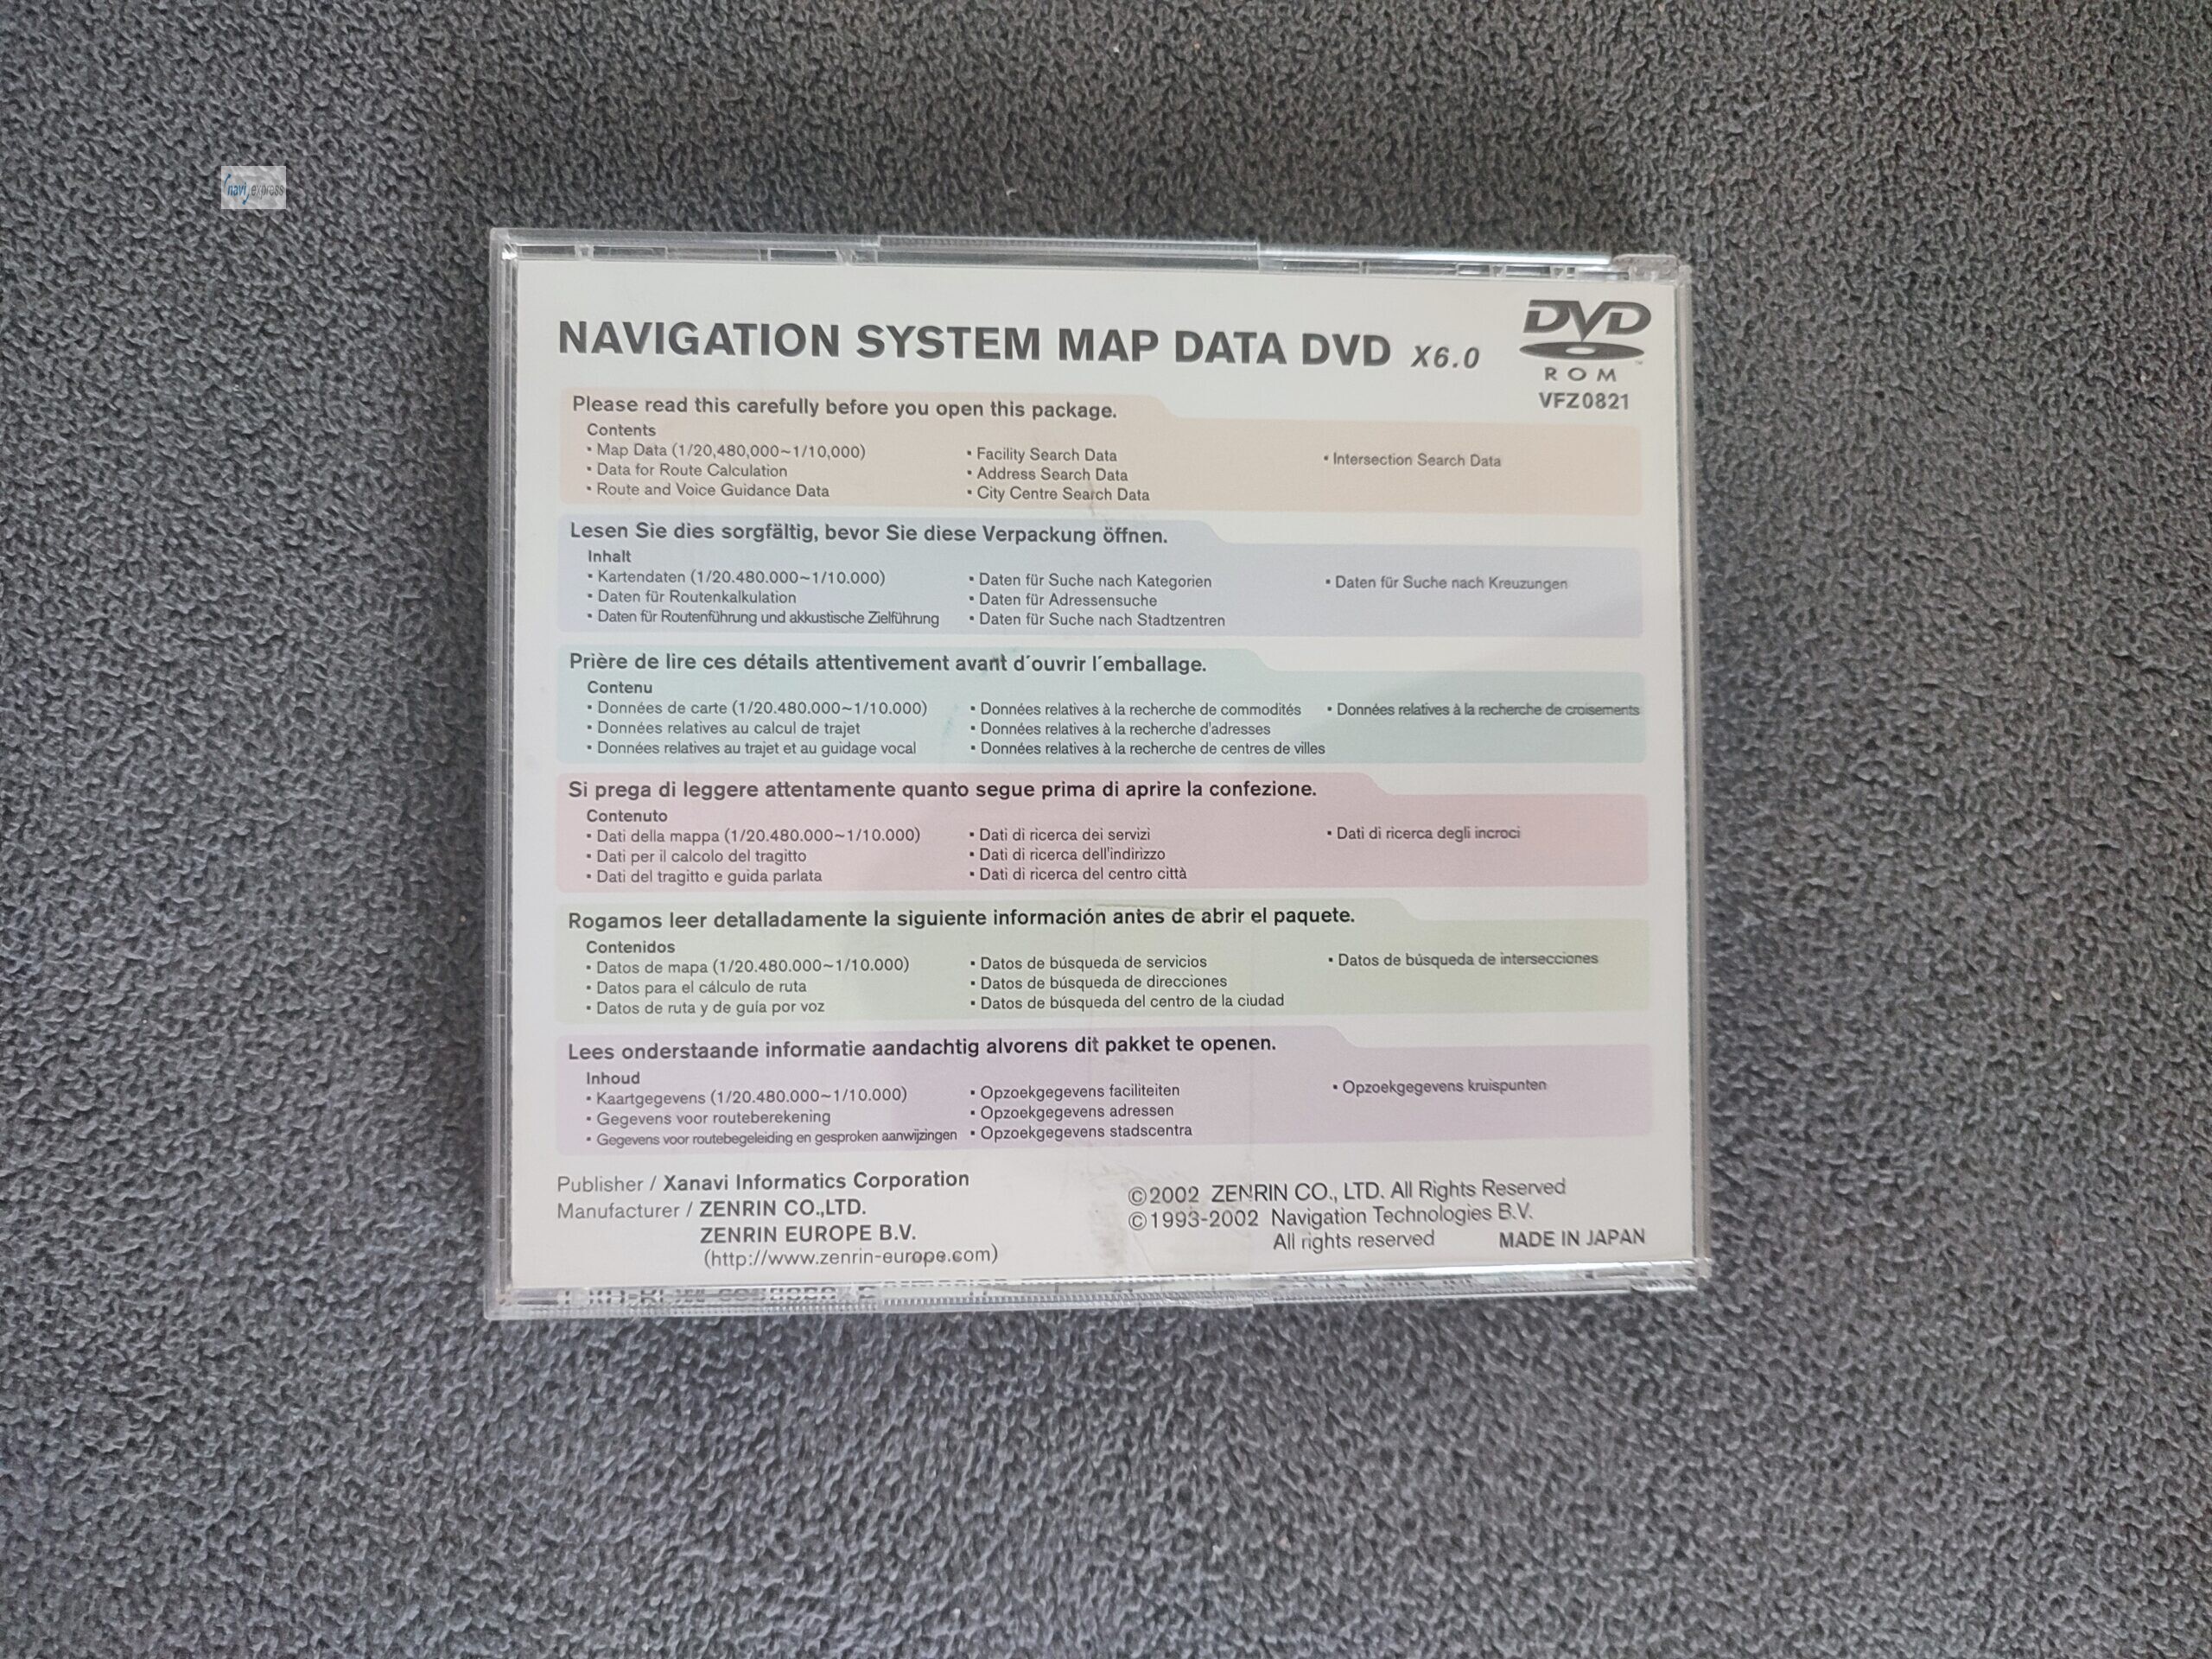 navi express
NAVIGATION SYSTEM MAP DATA DVD X6.0
DVD
ROM
VFZ0821
Please read this carefully before you open this package.
Contents
• Map Data (1/20,480,000~1/10,000)
• Data for Route Calculation
• Route and Voice Guidance Data
• Facility Search Data
• Address Search Data
• City Centre Search Data
• Intersection Search Data
Lesen Sie dies sorgfältig, bevor Sie diese Verpackung öffnen.
Inhalt
• Kartendaten (1/20.480.000~1/10.000)
• Daten für Routenkalkulation
• Daten für Routenführung und akkustische Zielführung
• Daten für Suche nach Kategorien
• Daten für Adressensuche
• Daten für Suche nach Stadtzentren
• Daten für Suche nach Kreuzungen
Prière de lire ces détails attentivement avant d´ouvrir l´emballage.
Contenu
• Données de carte (1/20.480.000~1/10.000)
• Données relatives au calcul de trajet
• Données relatives au trajet et au guidage vocal
• Données relatives à la recherche de commodités
• Données relatives à la recherche d'adresses
• Données relatives à la recherche de centres de villes
• Données relatives à la recherche de croisements
Si prega di leggere attentamente quanto segue prima di aprire la confezione.
Contenuto
• Dati della mappa (1/20.480.000~1/10.000)
• Dati per il calcolo del tragitto
• Dati del tragitto e guida parlata
• Dati di ricerca dei servizi
• Dati di ricerca dell'indirizzo
• Dati di ricerca del centro città
• Dati di ricerca degli incroci
Rogamos leer detalladamente la siguiente información antes de abrir el paquete.
Contenidos
• Datos de mapa (1/20.480.000~1/10.000)
• Datos para el cálculo de ruta
• Datos de ruta y de guía por voz
• Datos de búsqueda de servicios
• Datos de búsqueda de direcciones
• Datos de búsqueda del centro de la ciudad
• Datos de búsqueda de intersecciones
Lees onderstaande informatie aandachtig alvorens dit pakket te openen.
Inhoud
• Kaartgegevens (1/20.480.000~1/10.000)
• Gegevens voor routeberekening
• Gegevens voor routebegeleiding en gesproken aanwijzingen
• Opzoekgegevens faciliteiten
• Opzoekgegevens adressen
• Opzoekgegevens stadscentra
• Opzoekgegevens kruispunten
Publisher / Xanavi Informatics Corporation
Manufacturer / ZENRIN CO.,LTD.
ZENRIN EUROPE B.V.
(http://www.zenrin-europe.com)
©2002 ZENRIN CO., LTD. All Rights Reserved
©1993-2002 Navigation Technologies B.V.
All rights reserved
MADE IN JAPAN